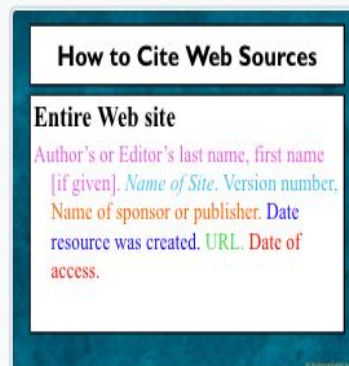 How to Cite Web Sources
Entire Web site
Author's or Editor's last name, first name
[if given]. Name of Site. Version number,
Name of sponsor or publisher. Date
resource was created. URL. Date of
access.